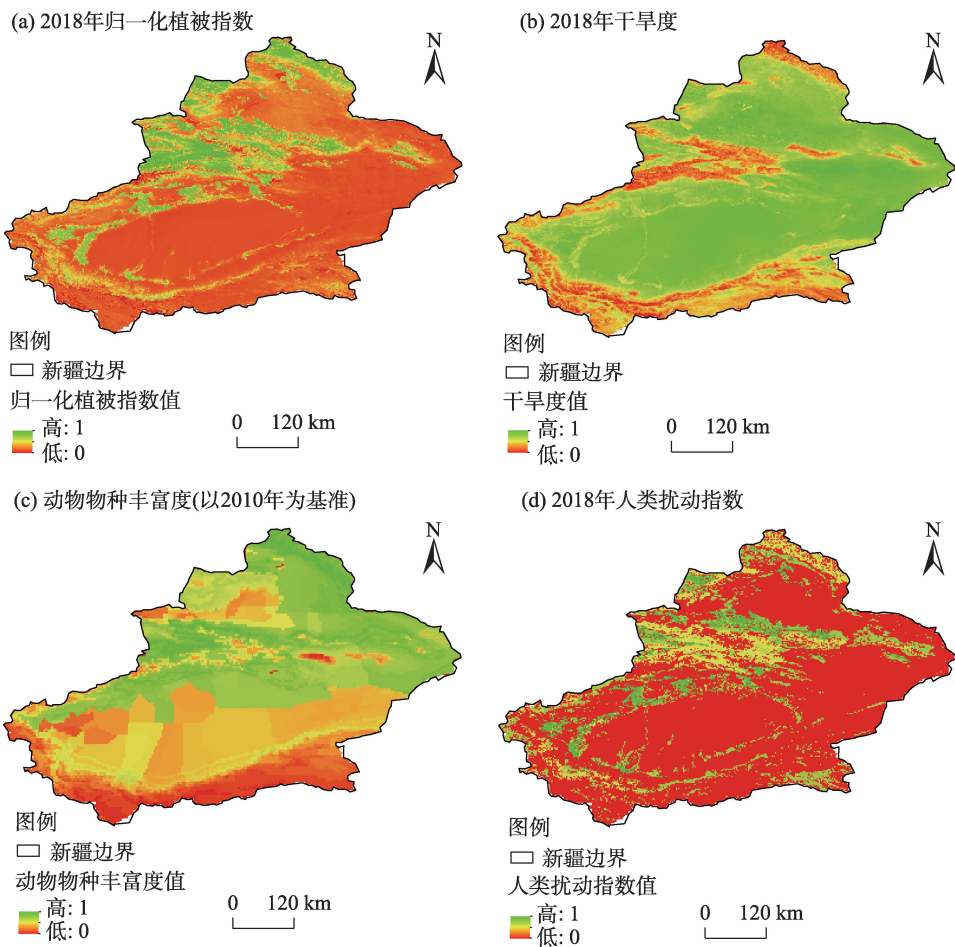 (a) 2018年归一化植被指数
N
图例
新疆边界
归一化植被指数值
高: 1
低: 0
0 120 km
(b) 2018年干旱度
N
图例
新疆边界
干旱度值
高: 1
低: 0
0 120 km
(c) 动物物种丰富度(以2010年为基准)
N
图例
新疆边界
动物物种丰富度值
高: 1
低: 0
0 120 km
(d) 2018年人类扰动指数
N
图例
新疆边界
人类扰动指数值
高: 1
低: 0
0 120 km